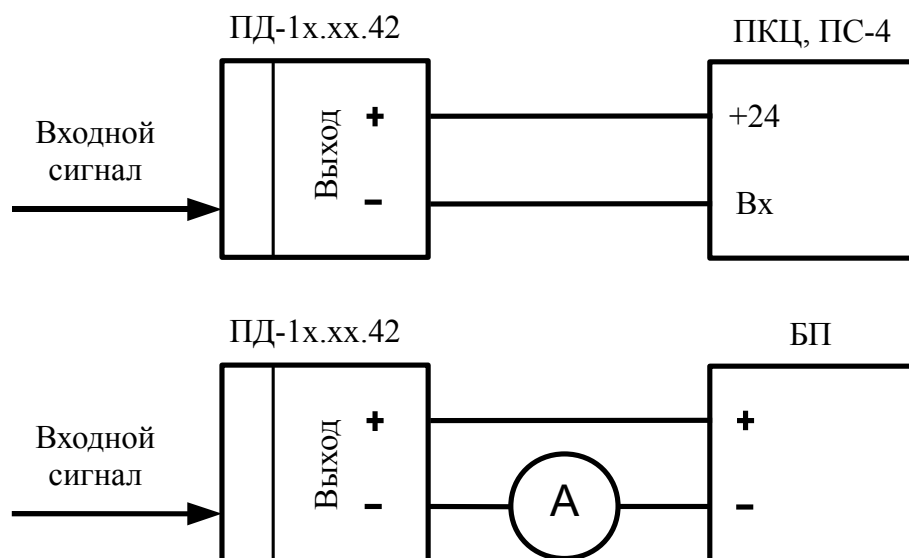 ПД-1х.хх.42
ПКЦ, ПС-4
Входной
сигнал
Выход
+
−
+24
Вх
ПД-1х.хх.42
БП
Входной
сигнал
Выход
+
−
A
+
−